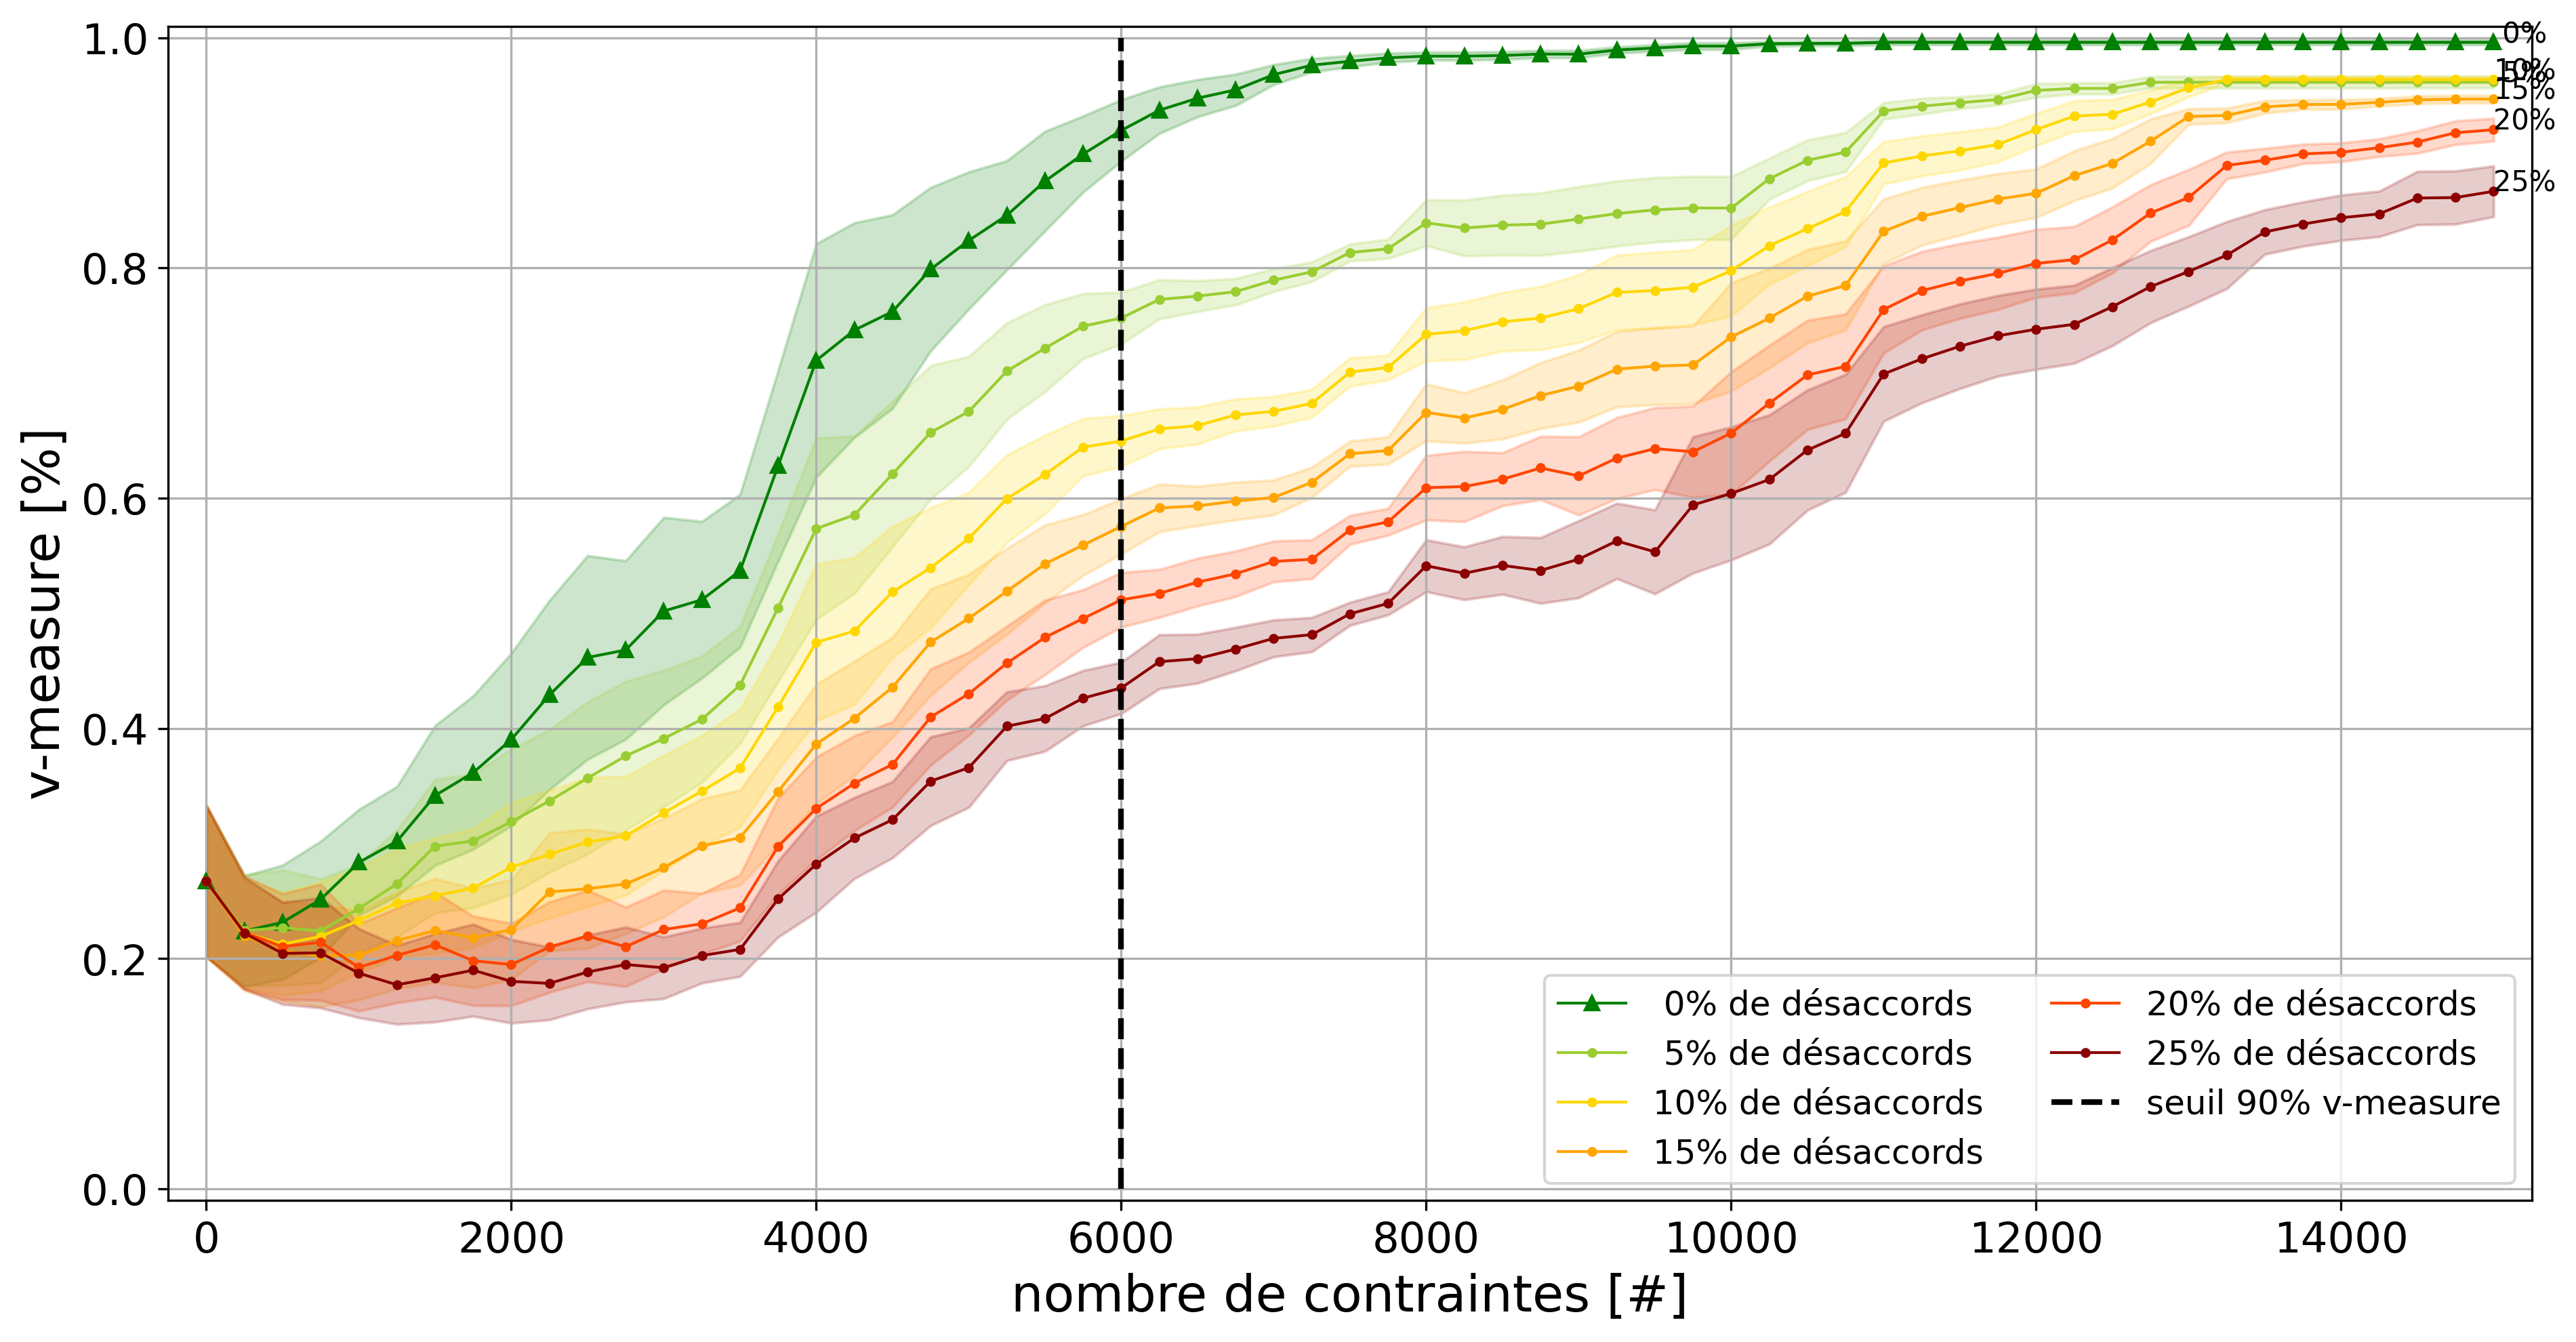 v-measure [%]
1.0
0.8
0.6
0.4
0.2
0.0
0%
10%
5%
15%
20%
25%
0% de désaccords
5% de désaccords
10% de désaccords
15% de désaccords
20% de désaccords
25% de désaccords
seuil 90% v-measure
0 2000 4000 6000 8000 10000 12000 14000
nombre de contraintes [#]